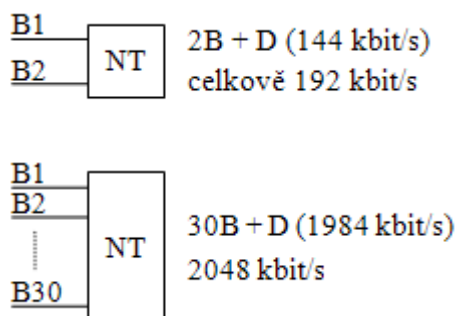 B1
B2
NT
2B + D (144 kbit/s)
celkově 192 kbit/s
B1
B2
B30
NT
30B + D (1984 kbit/s)
2048 kbit/s